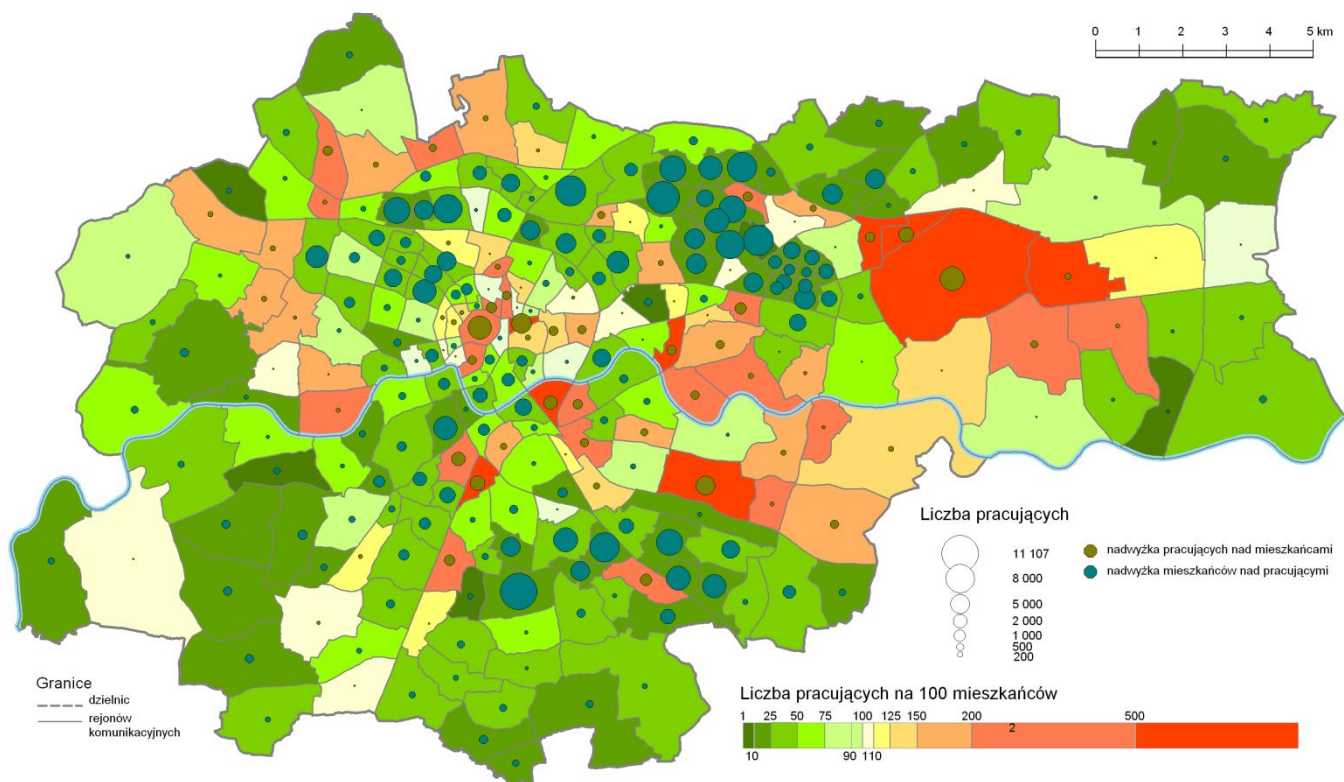 0 1 2 3 4 5 km
Liczba pracujących
11 107
8 000
5 000
2 000
1 000
500
200
nadwyżka pracujących nad mieszkańcami
nadwyżka mieszkańców nad pracującymi
Granice
dzielnic
rejonów
komunikacyjnych
Liczba pracujących na 100 mieszkańców
1 25 50 75 100 125 150 200 500
2
10 90 110